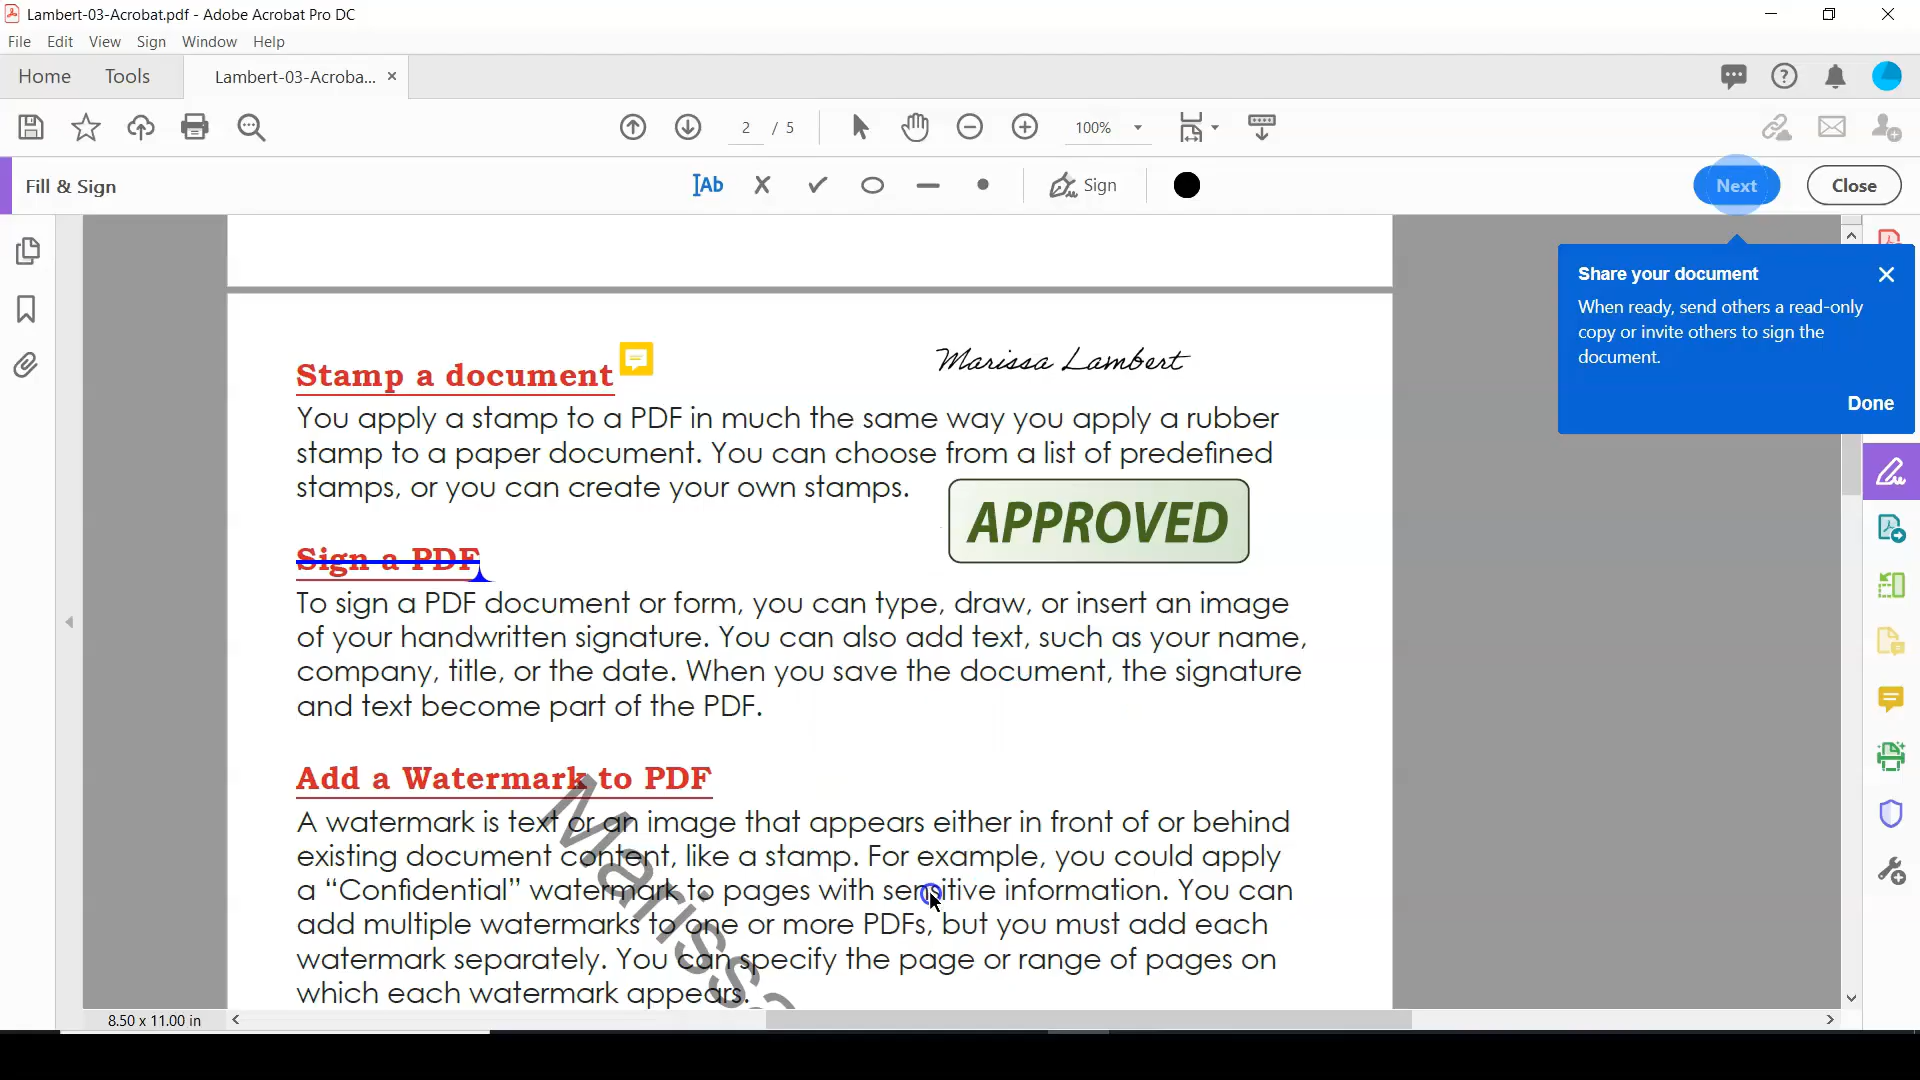 Lambert-03-Acrobat.pdf - Adobe Acrobat Pro DC
File Edit View Sign Window Help
Home Tools Lambert-03-Acroba... ×
2 / 5 100%
Fill & Sign Ab Sign Next Close
Share your document
When ready, send others a read-only
copy or invite others to sign the
document.
Done
Marissa Lambert
Stamp a document
You apply a stamp to a PDF in much the same way you apply a rubber
stamp to a paper document. You can choose from a list of predefined
stamps, or you can create your own stamps.
APPROVED
Sign a PDF
To sign a PDF document or form, you can type, draw, or insert an image
of your handwritten signature. You can also add text, such as your name,
company, title, or the date. When you save the document, the signature
and text become part of the PDF.
Add a Watermark to PDF
A watermark is text or an image that appears either in front of or behind
existing document content, like a stamp. For example, you could apply
a “Confidential” watermark to pages with sensitive information. You can
add multiple watermarks to one or more PDFs, but you must add each
watermark separately. You can specify the page or range of pages on
which each watermark appears.
Marissa
8.50 x 11.00 in